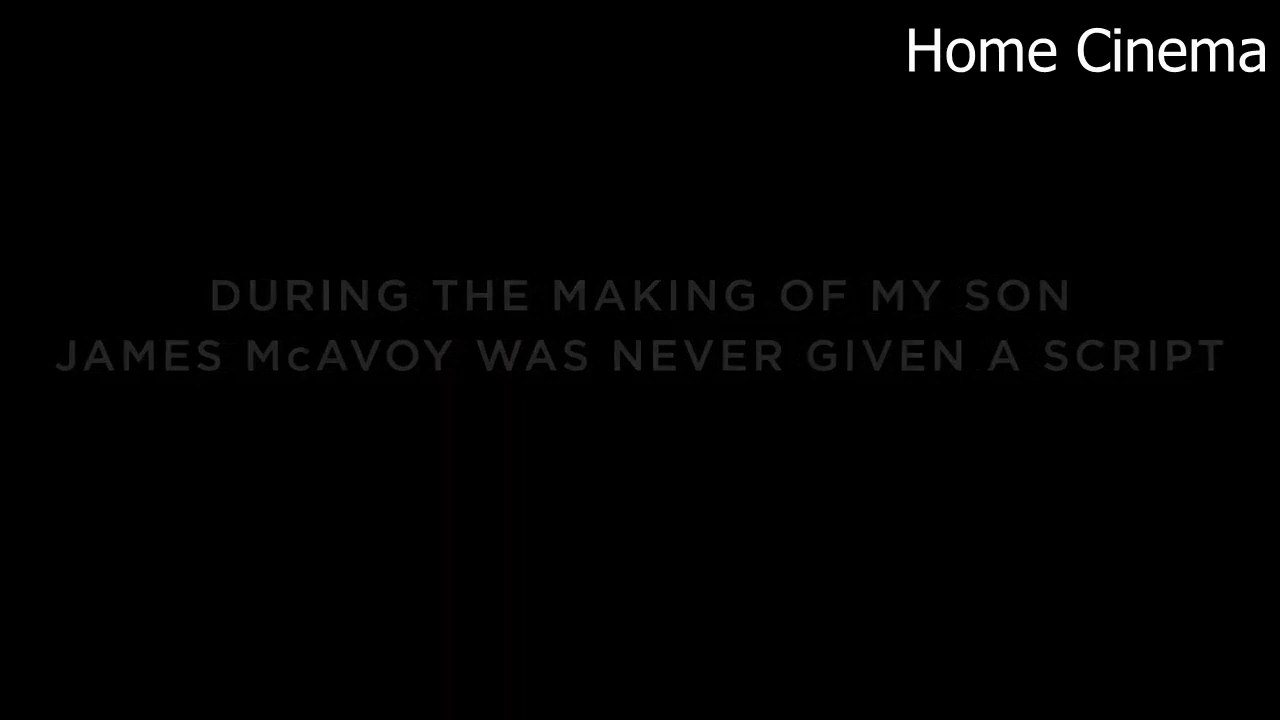 Home Cinema
DURING THE MAKING OF MY SON
JAMES McAVOY WAS NEVER GIVEN A SCRIPT